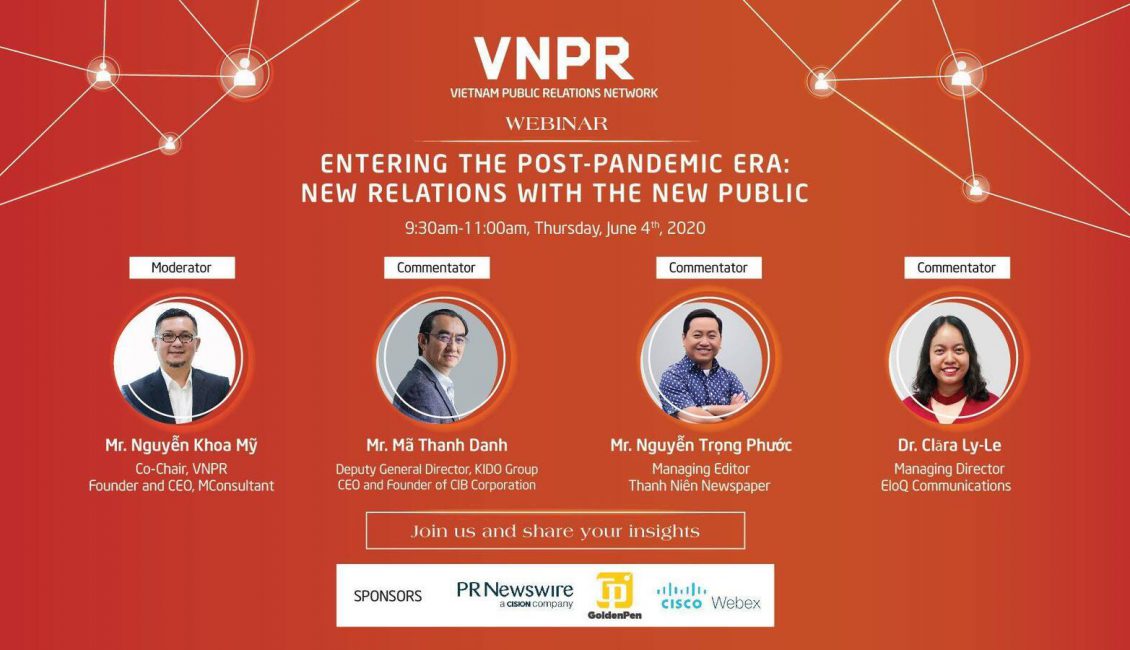 VNPR
VIETNAM PUBLIC RELATIONS NETWORK
WEBINAR
ENTERING THE POST-PANDEMIC ERA:
NEW RELATIONS WITH THE NEW PUBLIC
9:30am-11:00am, Thursday, June 4th, 2020
Moderator
Mr. Nguyễn Khoa Mỹ
Co-Chair, VNPR
Founder and CEO, MConsultant
Commentator
Mr. Mã Thanh Danh
Deputy General Director, KIDO Group
CEO and Founder of CIB Corporation
Commentator
Mr. Nguyễn Trọng Phước
Managing Editor
Thanh Niên Newspaper
Commentator
Dr. Clāra Ly-Le
Managing Director
EloQ Communications
Join us and share your insights
SPONSORS
PR Newswire
a CISION company
GoldenPen
CISCO Webex